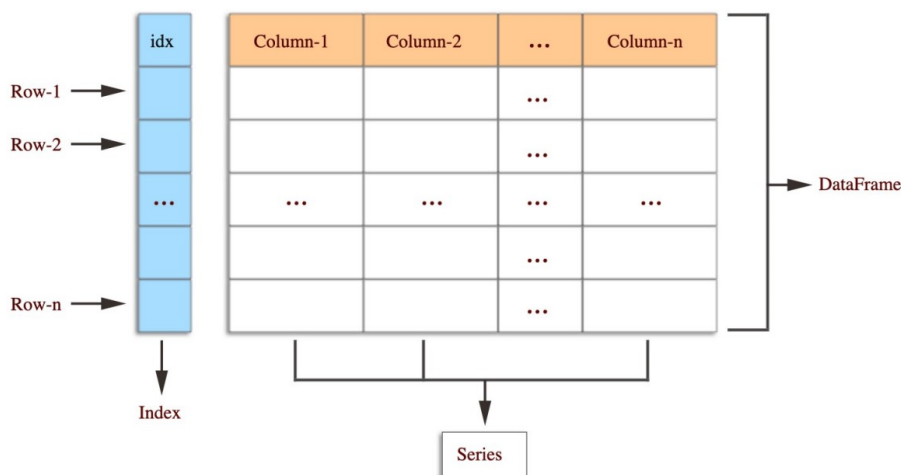 idx Column-1 Column-2 ... Column-n
Row-1 ...
Row-2 ...
... ... ... ... ...
DataFrame
...
Row-n ...
Index
Series